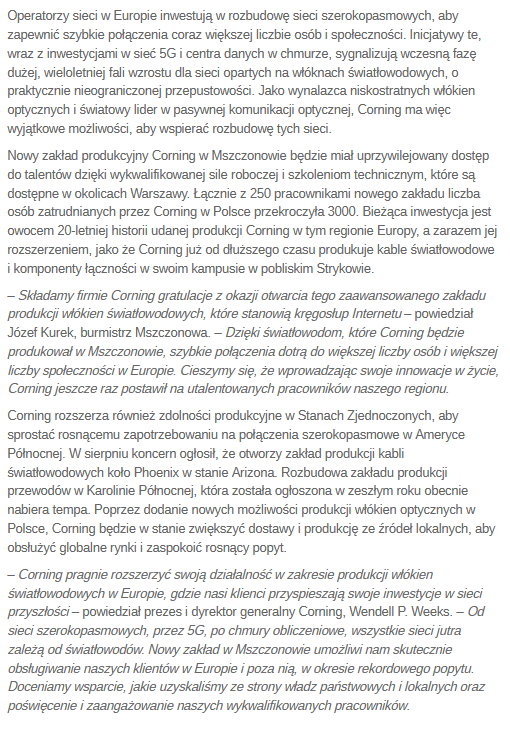 Operatorzy sieci w Europie inwestują w rozbudowę sieci szerokopasmowych, aby
zapewnić szybkie połączenia coraz większej liczbie osób i społeczności. Inicjatywy te,
wraz z inwestycjami w sieć 5G i centra danych w chmurze, sygnalizują wczesną fazę
dużej, wieloletniej fali wzrostu dla sieci opartych na włóknach światłowodowych, o
praktycznie nieograniczonej przepustowości. Jako wynalazca niskostratnych włókien
optycznych i światowy lider w pasywnej komunikacji optycznej, Corning ma więc
wyjątkowe możliwości, aby wspierać rozbudowę tych sieci.
Nowy zakład produkcyjny Corning w Mszczonowie będzie miał uprzywilejowany dostęp
do talentów dzięki wykwalifikowanej sile roboczej i szkoleniom technicznym, które są
dostępne w okolicach Warszawy. Łącznie z 250 pracownikami nowego zakładu liczba
osób zatrudnianych przez Corning w Polsce przekroczyła 3000. Bieżąca inwestycja jest
owocem 20-letniej historii udanej produkcji Corning w tym regionie Europy, a zarazem jej
rozszerzeniem, jako że Corning już od dłuższego czasu produkuje kable światłowodowe
i komponenty łączności w swoim kampusie w pobliskim Strykowie.
– Składamy firmie Corning gratulacje z okazji otwarcia tego zaawansowanego zakładu
produkcji włókien światłowodowych, które stanowią kręgosłup Internetu – powiedział
Józef Kurek, burmistrz Mszczonowa. – Dzięki światłowodom, które Corning będzie
produkował w Mszczonowie, szybkie połączenia dotrą do większej liczby osób i większej
liczby społeczności w Europie. Cieszymy się, że wprowadzając swoje innowacje w życie,
Corning jeszcze raz postawił na utalentowanych pracowników naszego regionu.
Corning rozszerza również zdolności produkcyjne w Stanach Zjednoczonych, aby
sprostać rosnącemu zapotrzebowaniu na połączenia szerokopasmowe w Ameryce
Północnej. W sierpniu koncern ogłosił, że otworzy zakład produkcji kabli
światłowodowych koło Phoenix w stanie Arizona. Rozbudowa zakładu produkcji
przewodów w Karolinie Północnej, która została ogłoszona w zeszłym roku obecnie
nabiera tempa. Poprzez dodanie nowych możliwości produkcji włókien optycznych w
Polsce, Corning będzie w stanie zwiększyć dostawy i produkcję ze źródeł lokalnych, aby
obsłużyć globalne rynki i zaspokoić rosnący popyt.
– Corning pragnie rozszerzyć swoją działalność w zakresie produkcji włókien
światłowodowych w Europie, gdzie nasi klienci przyspieszają swoje inwestycje w sieci
przyszłości – powiedział prezes i dyrektor generalny Corning, Wendell P. Weeks. – Od
sieci szerokopasmowych, przez 5G, po chmury obliczeniowe, wszystkie sieci jutra
zależą od światłowodów. Nowy zakład w Mszczonowie umożliwi nam skutecznie
obsługiwanie naszych klientów w Europie i poza nią, w okresie rekordowego popytu.
Doceniamy wsparcie, jakie uzyskaliśmy ze strony władz państwowych i lokalnych oraz
poświęcenie i zaangażowanie naszych wykwalifikowanych pracowników.